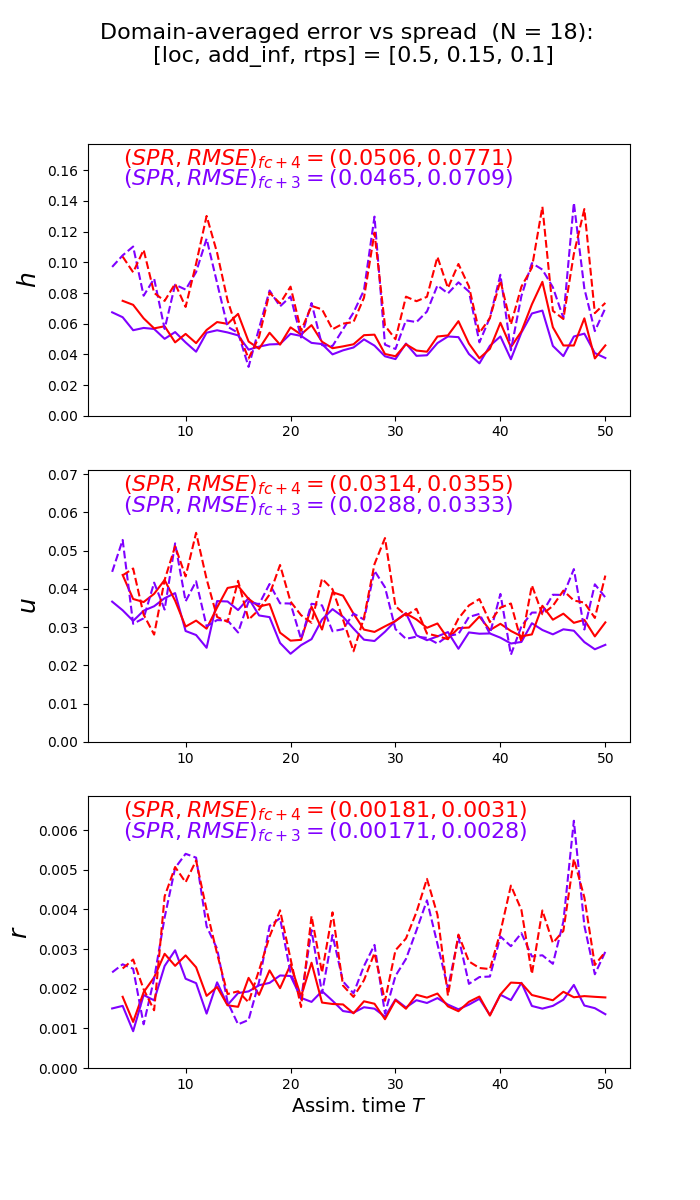 Domain-averaged error vs spread (N = 18):
[loc, add_inf, rtps] = [0.5, 0.15, 0.1]
(SPR, RMSE)fc+4 = (0.0506, 0.0771)
(SPR, RMSE)fc+3 = (0.0465, 0.0709)
h
0.16
0.14
0.12
0.10
0.08
0.06
0.04
0.02
0.00
10 20 30 40 50
(SPR, RMSE)fc+4 = (0.0314, 0.0355)
(SPR, RMSE)fc+3 = (0.0288, 0.0333)
u
0.07
0.06
0.05
0.04
0.03
0.02
0.01
0.00
10 20 30 40 50
(SPR, RMSE)fc+4 = (0.00181, 0.0031)
(SPR, RMSE)fc+3 = (0.00171, 0.0028)
r
0.006
0.005
0.004
0.003
0.002
0.001
0.000
10 20 30 40 50
Assim. time T